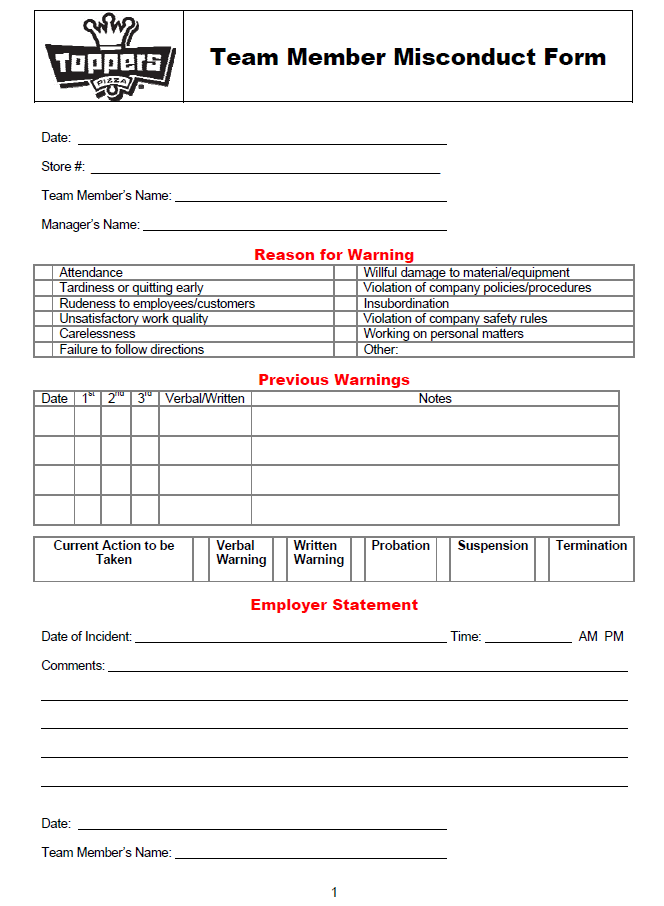 Toppers
PIZZA
Team Member Misconduct Form
Date:
Store #:
Team Member's Name:
Manager's Name:
Reason for Warning
Attendance Willful damage to material/equipment
Tardiness or quitting early Violation of company policies/procedures
Rudeness to employees/customers Insubordination
Unsatisfactory work quality Violation of company safety rules
Carelessness Working on personal matters
Failure to follow directions Other:
Previous Warnings
Date 1st 2nd 3rd Verbal/Written Notes
Current Action to be Taken Verbal Warning Written Warning Probation Suspension Termination
Employer Statement
Date of Incident: Time: AM PM
Comments:
Date:
Team Member's Name:
1